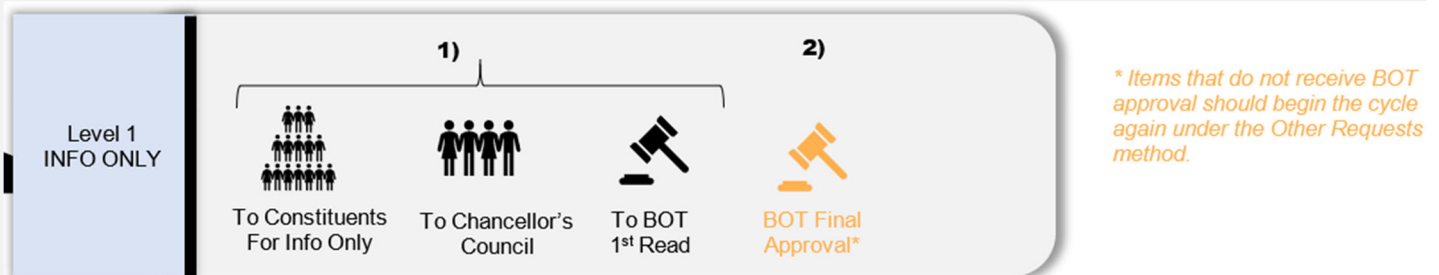 Level 1
INFO ONLY
1)
To Constituents
For Info Only
To Chancellor's
Council
To BOT
1st Read
2)
BOT Final
Approval*
* Items that do not receive BOT
approval should begin the cycle
again under the Other Requests
method.